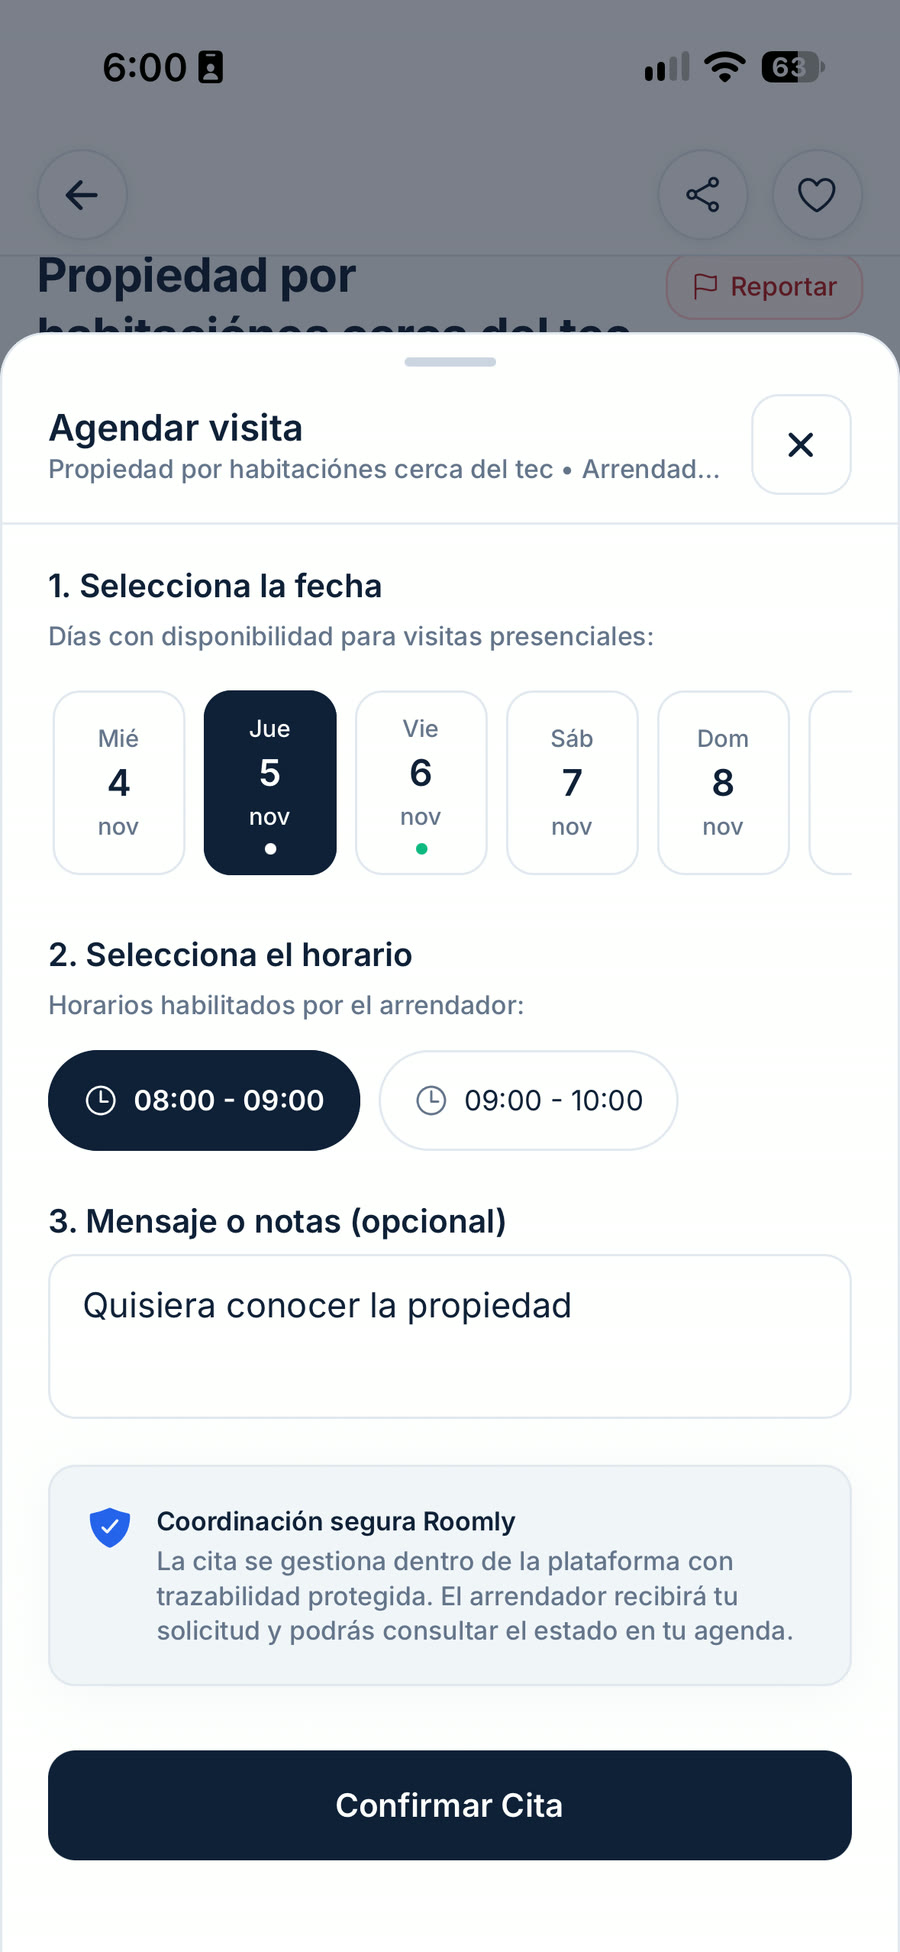 6:00
63
Propiedad por
habitaciónes cerca del tec
Reportar
Agendar visita
Propiedad por habitaciónes cerca del tec • Arrendad...
1. Selecciona la fecha
Días con disponibilidad para visitas presenciales:
Mié
4
nov
Jue
5
nov
Vie
6
nov
Sáb
7
nov
Dom
8
nov
2. Selecciona el horario
Horarios habilitados por el arrendador:
08:00 - 09:00
09:00 - 10:00
3. Mensaje o notas (opcional)
Quisiera conocer la propiedad
Coordinación segura Roomly
La cita se gestiona dentro de la plataforma con
trazabilidad protegida. El arrendador recibirá tu
solicitud y podrás consultar el estado en tu agenda.
Confirmar Cita